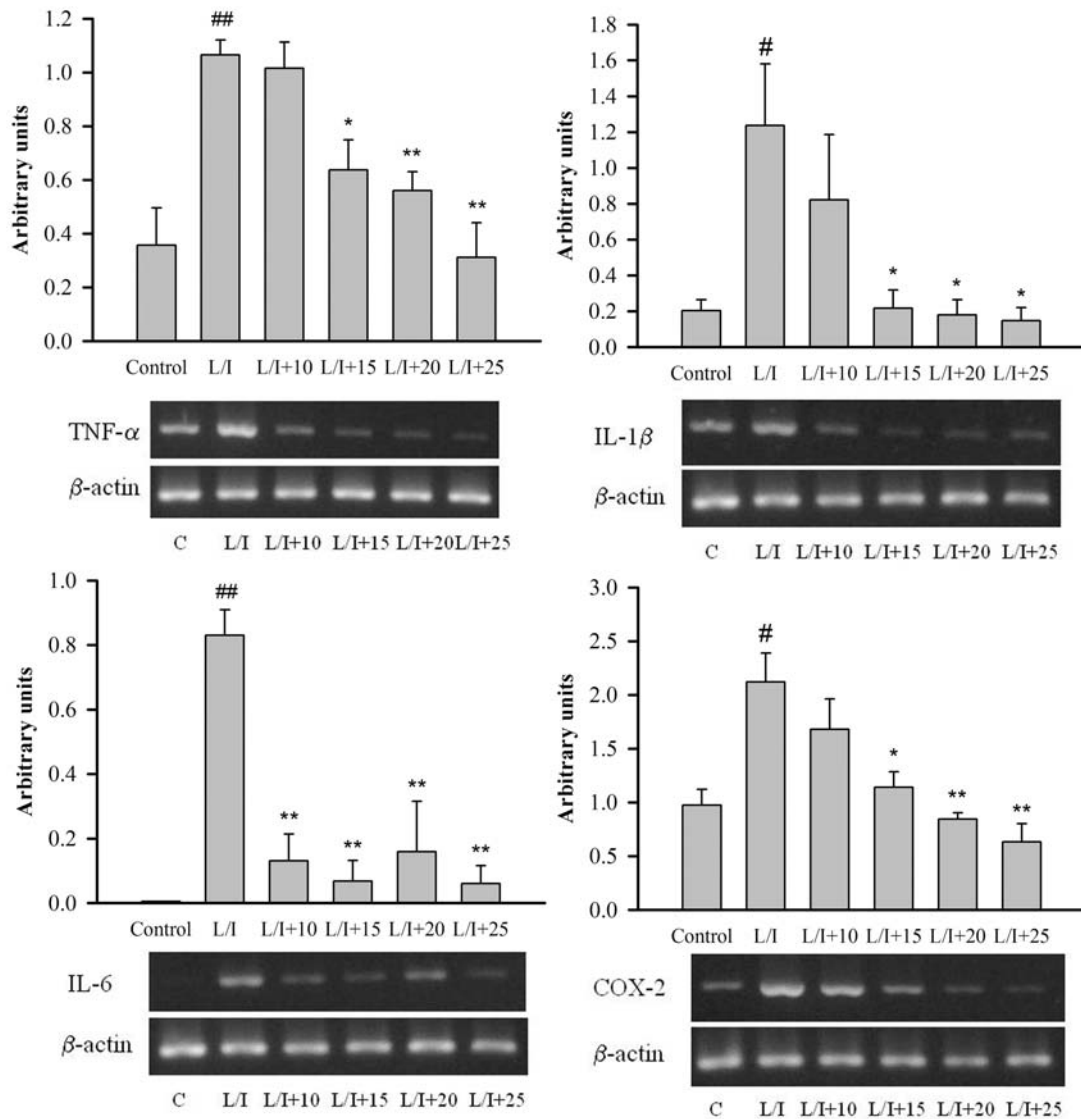 Arbitrary units
1.2
1.0
0.8
0.6
0.4
0.2
0.0
##
*
**
**
Control L/I L/I+10 L/I+15 L/I+20 L/I+25
TNF-α
β-actin
C L/I L/I+10 L/I+15 L/I+20 L/I+25
Arbitrary units
1.8
1.6
1.4
1.2
1.0
0.8
0.6
0.4
0.2
0.0
#
*
*
*
Control L/I L/I+10 L/I+15 L/I+20 L/I+25
IL-1β
β-actin
C L/I L/I+10 L/I+15 L/I+20 L/I+25
Arbitrary units
1.0
0.8
0.6
0.4
0.2
0.0
##
**
**
**
**
Control L/I L/I+10 L/I+15 L/I+20 L/I+25
IL-6
β-actin
C L/I L/I+10 L/I+15 L/I+20 L/I+25
Arbitrary units
3.0
2.5
2.0
1.5
1.0
0.5
0.0
#
*
**
**
Control L/I L/I+10 L/I+15 L/I+20 L/I+25
COX-2
β-actin
C L/I L/I+10 L/I+15 L/I+20 L/I+25